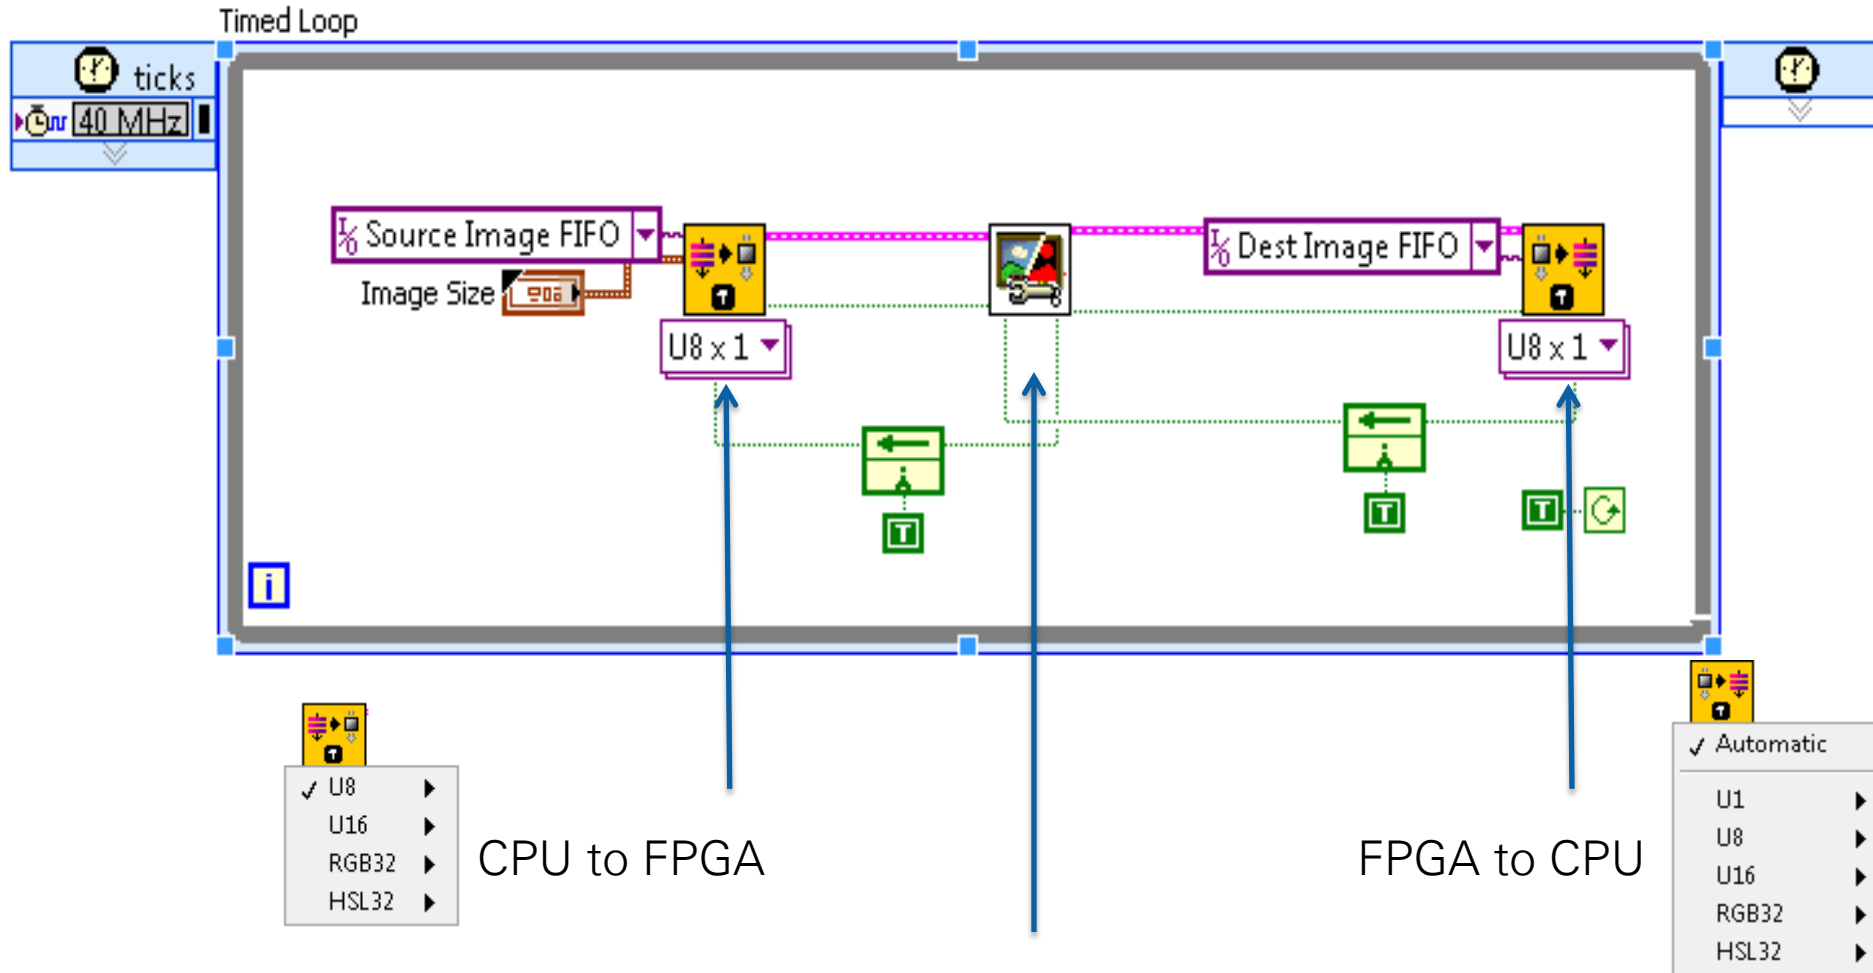 Timed Loop
ticks
40 MHz
Source Image FIFO
Dest Image FIFO
Image Size
U8 x 1
U8 x 1
T
T
T
i
U8
U16
RGB32
HSL32
CPU to FPGA
FPGA to CPU
Automatic
U1
U8
U16
RGB32
HSL32